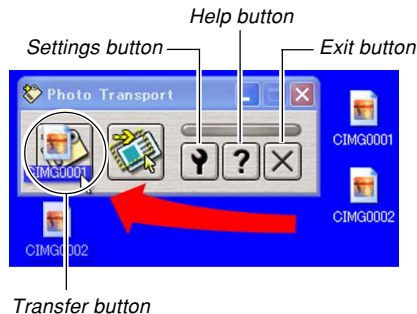 Help button
Settings button
Exit button
Photo Transport
CIMG0001
CIMG0001
CIMG0002
CIMG0002
Transfer button